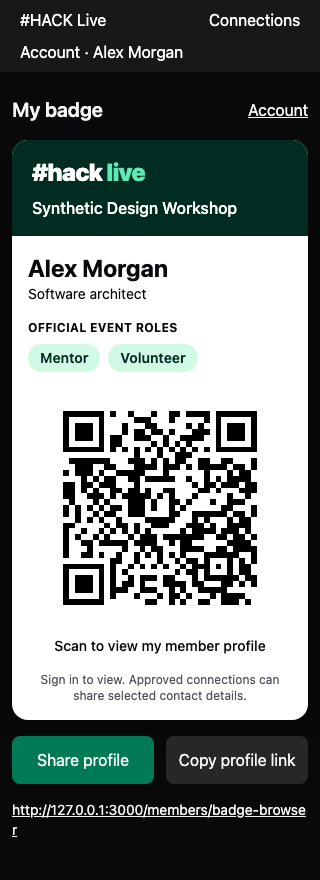 #HACK Live
Connections
Account · Alex Morgan
My badge
Account
#hack live
Synthetic Design Workshop
Alex Morgan
Software architect
OFFICIAL EVENT ROLES
Mentor
Volunteer
Scan to view my member profile
Sign in to view. Approved connections can
share selected contact details.
Share profile
Copy profile link
http://127.0.0.1:3000/members/badge-browse
r